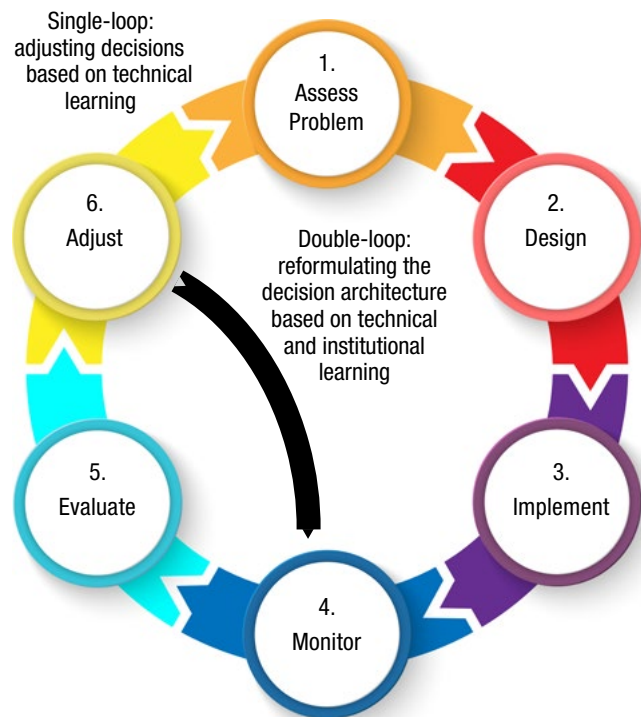 Single-loop:
adjusting decisions
based on technical
learning
1.
Assess
Problem
2.
Design
3.
Implement
4.
Monitor
5.
Evaluate
6.
Adjust
Double-loop:
reformulating the
decision architecture
based on technical
and institutional
learning